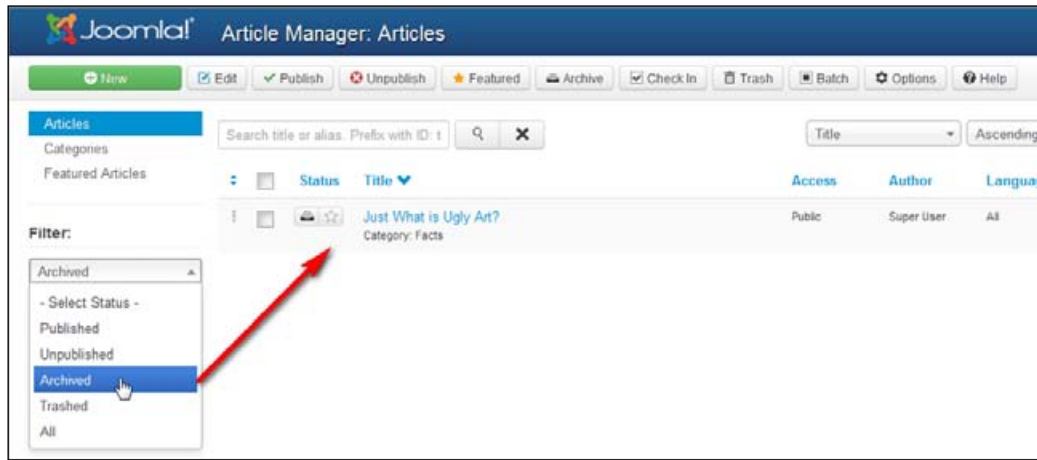 Joomla!
Article Manager: Articles
New Edit Publish Unpublish Featured Archive Check In Trash Batch Options Help
Articles
Categories
Featured Articles
Search title or alias. Prefix with ID: t
Title Ascending
Status Title Access Author Langua
Just What is Ugly Art? Public Super User All
Category: Facts
Filter:
Archived
- Select Status -
Published
Unpublished
Archived
Trashed
All